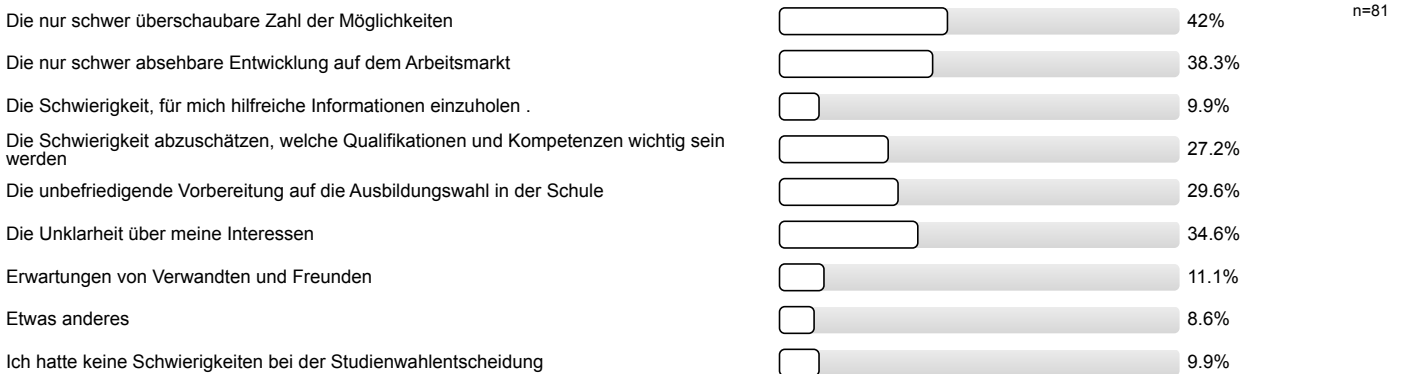 Die nur schwer überschaubare Zahl der Möglichkeiten 42% n=81
Die nur schwer absehbare Entwicklung auf dem Arbeitsmarkt 38.3%
Die Schwierigkeit, für mich hilfreiche Informationen einzuholen . 9.9%
Die Schwierigkeit abzuschätzen, welche Qualifikationen und Kompetenzen wichtig sein
werden 27.2%
Die unbefriedigende Vorbereitung auf die Ausbildungswahl in der Schule 29.6%
Die Unklarheit über meine Interessen 34.6%
Erwartungen von Verwandten und Freunden 11.1%
Etwas anderes 8.6%
Ich hatte keine Schwierigkeiten bei der Studienwahlentscheidung 9.9%